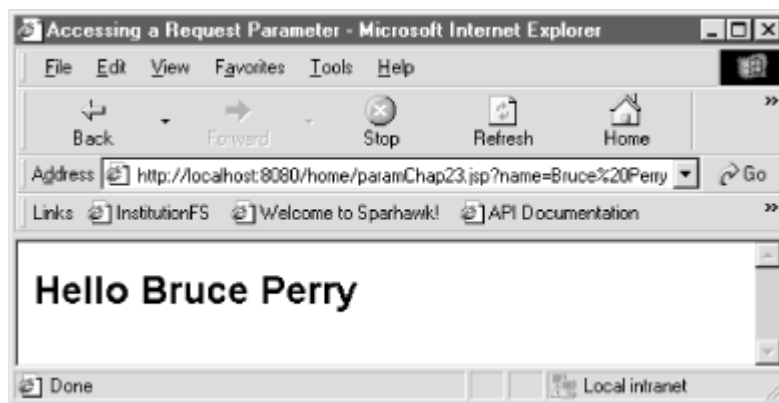 Accessing a Request Parameter - Microsoft Internet Explorer
File Edit View Favorites Tools Help
Back Forward Stop Refresh Home »
Address http://localhost:8080/home/paramChap23.jsp?name=Bruce%20Perry Go
Links InstitutionFS Welcome to Sparhawk! API Documentation »
Hello Bruce Perry
Done Local intranet